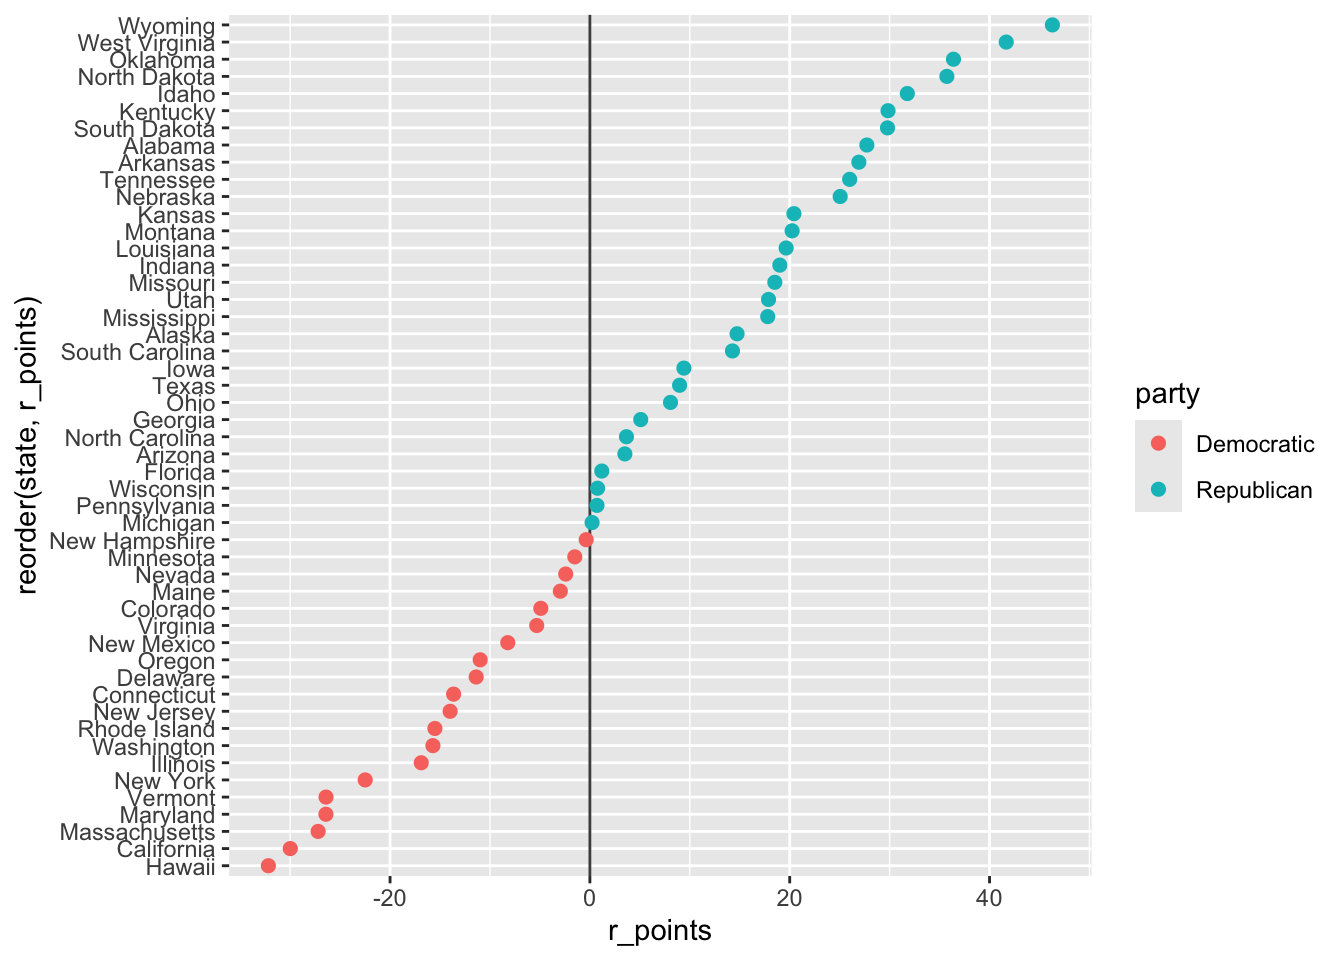 Wyoming
West Virginia
Oklahoma
North Dakota
Idaho
Kentucky
South Dakota
Alabama
Arkansas
Tennessee
Nebraska
Kansas
Montana
Louisiana
Indiana
Missouri
Utah
Mississippi
Alaska
South Carolina
Iowa
Texas
Ohio
Georgia
North Carolina
Arizona
Florida
Wisconsin
Pennsylvania
Michigan
New Hampshire
Minnesota
Nevada
Maine
Colorado
Virginia
New Mexico
Oregon
Delaware
Connecticut
New Jersey
Rhode Island
Washington
Illinois
New York
Vermont
Maryland
Massachusetts
California
Hawaii
reorder(state, r_points)
-20 0 20 40
r_points
party
Democratic
Republican